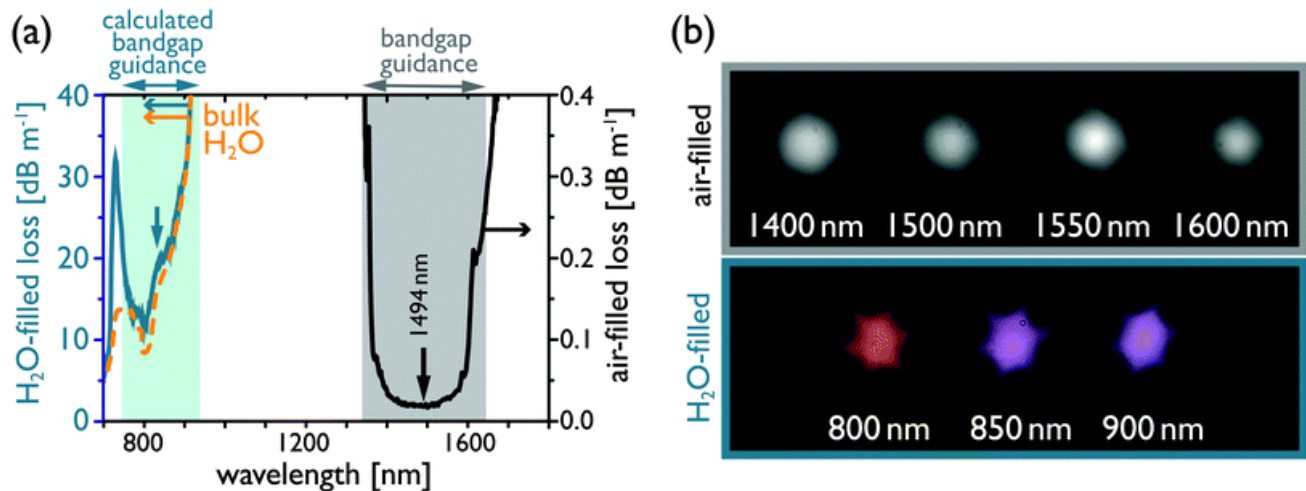 (a)
calculated
bandgap
guidance
bandgap
guidance
40
30
20
10
0
H₂O-filled loss [dB m⁻¹]
bulk
H₂O
1494 nm
0.4
0.3
0.2
0.1
0.0
air-filled loss [dB m⁻¹]
800
1200
1600
wavelength [nm]
(b)
air-filled
1400 nm
1500 nm
1550 nm
1600 nm
H₂O-filled
800 nm
850 nm
900 nm